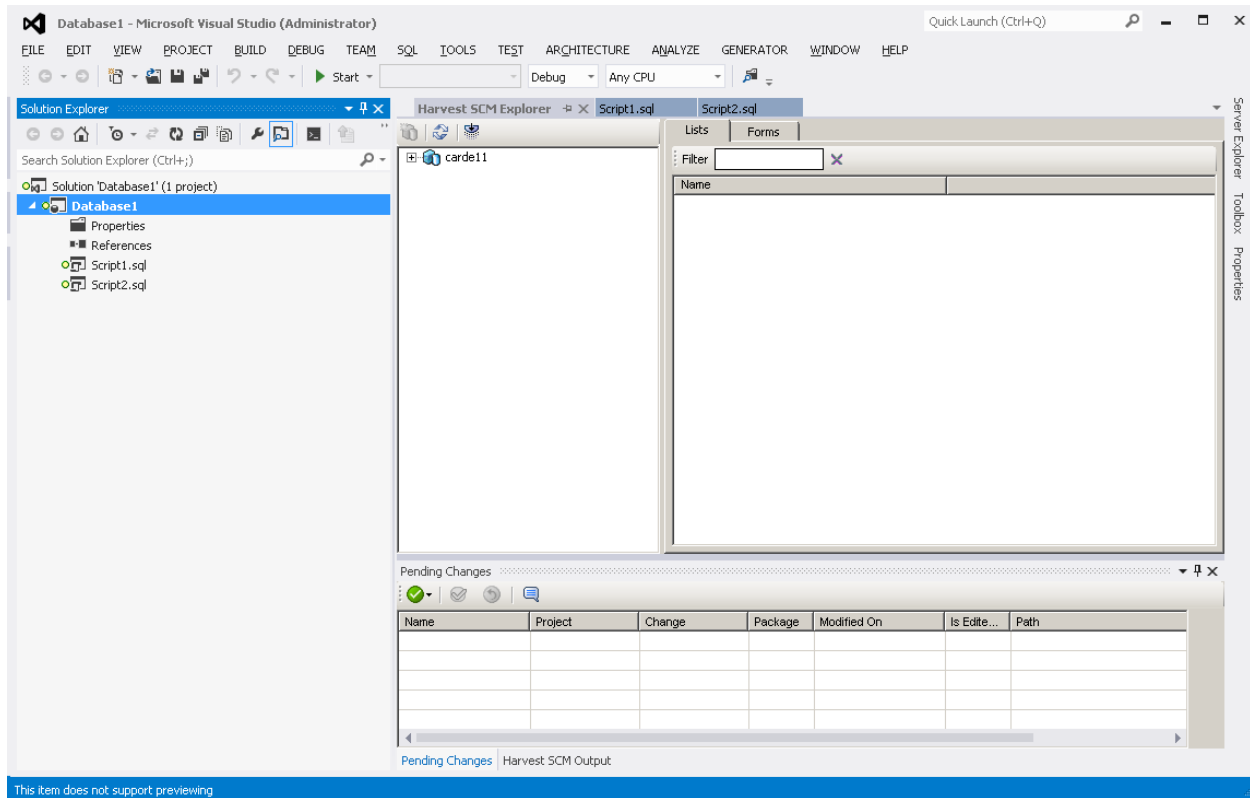 Database1 - Microsoft Visual Studio (Administrator) Quick Launch (Ctrl+Q)
FILE EDIT VIEW PROJECT BUILD DEBUG TEAM SQL TOOLS TEST ARCHITECTURE ANALYZE GENERATOR WINDOW HELP
Start Debug Any CPU
Solution Explorer
Search Solution Explorer (Ctrl+;)
Solution 'Database1' (1 project)
Database1
Properties
References
Script1.sql
Script2.sql
Harvest SCM Explorer Script1.sql Script2.sql
carde11
Lists Forms
Filter
Name
Server Explorer
Toolbox
Properties
Pending Changes
Name Project Change Package Modified On Is Edite... Path
Pending Changes Harvest SCM Output
This item does not support previewing